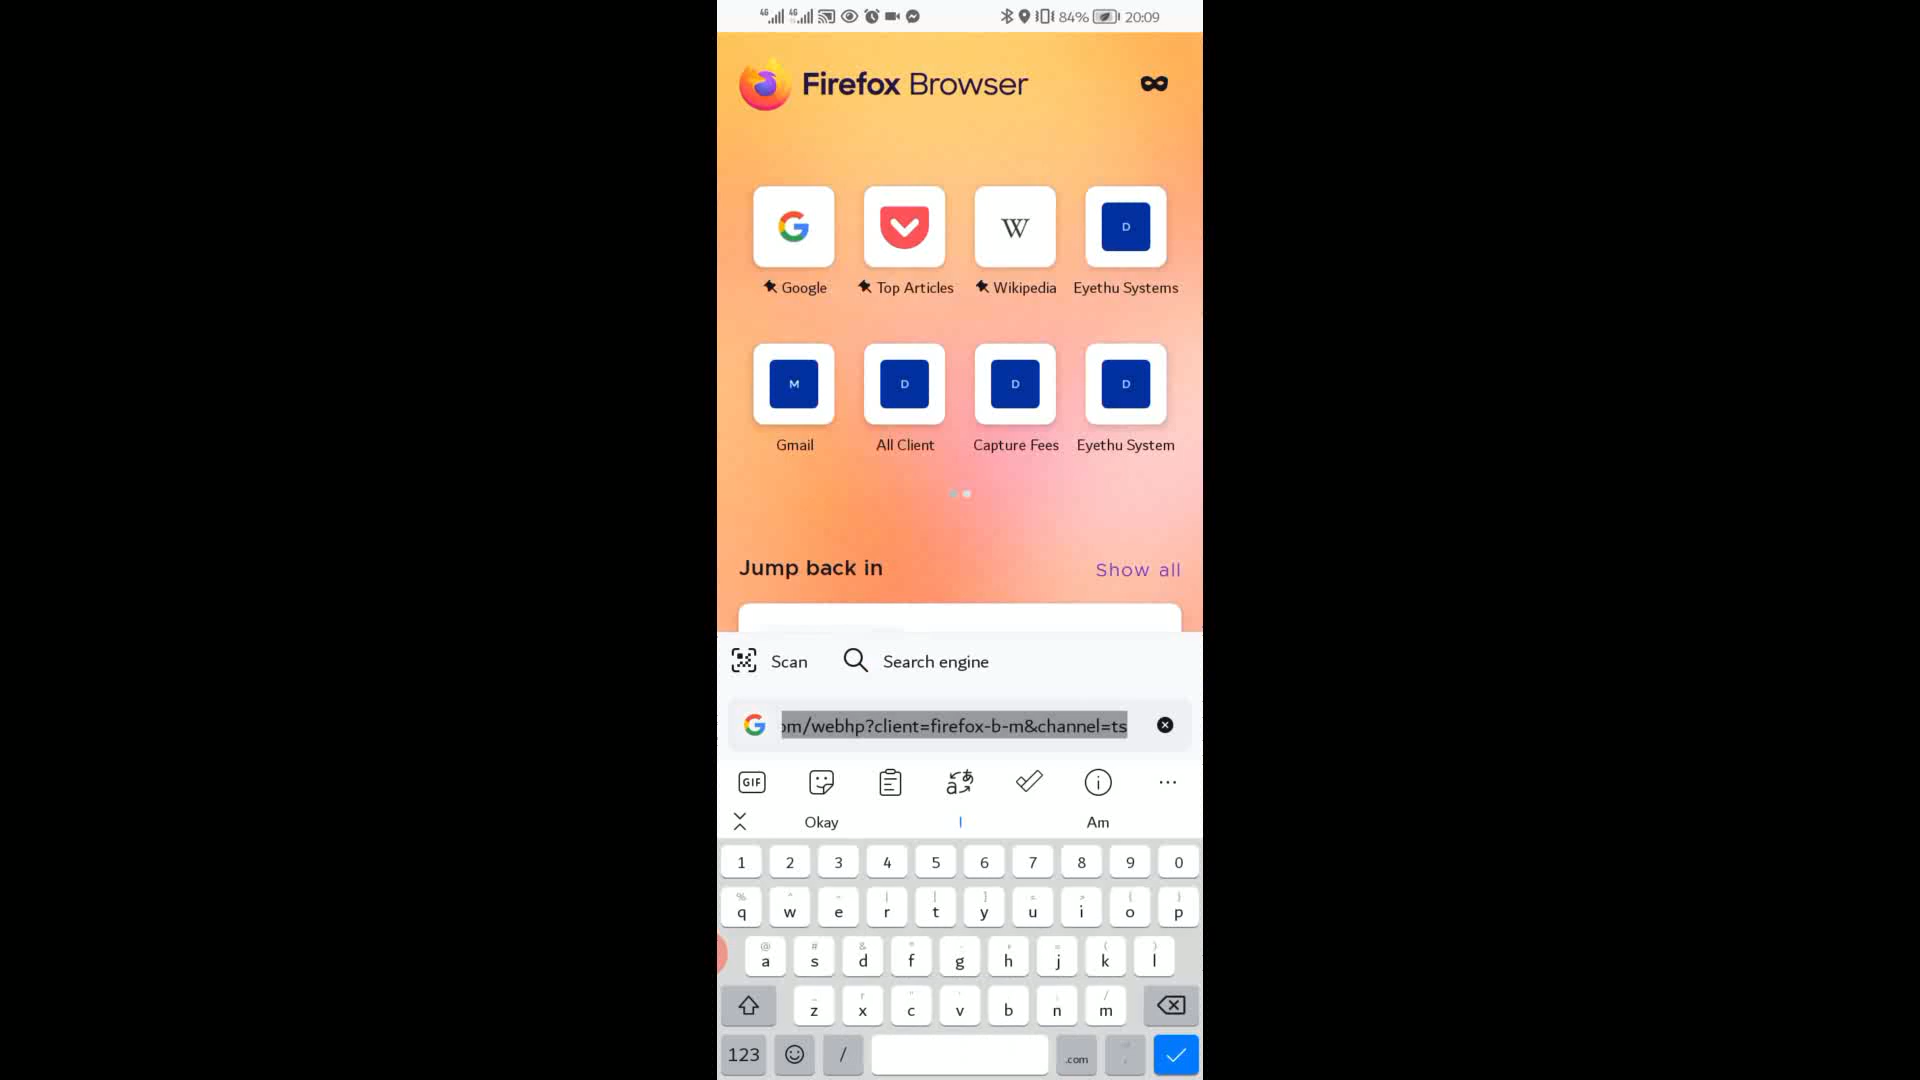 4G 4G 84% 20:09
Firefox Browser
G W D
Google Top Articles Wikipedia Eyethu Systems
M D D D
Gmail All Client Capture Fees Eyethu System
Jump back in Show all
Scan Search engine
om/webhp?client=firefox-b-m&channel=ts
GIF
Okay I Am
1 2 3 4 5 6 7 8 9 0
q w e r t y u i o p
a s d f g h j k l
z x c v b n m
123 / .com ,